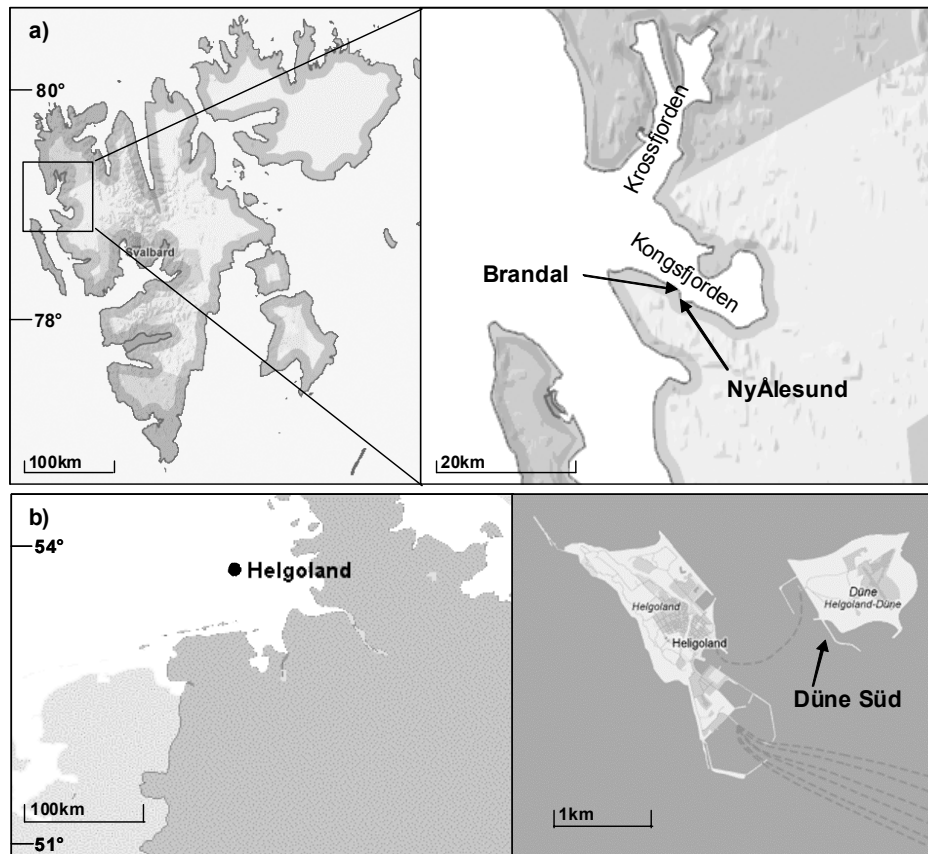 a)
80°
78°
Svalbard
100km
Krossfjorden
Kongsfjorden
Brandal
NyÅlesund
20km
b)
54°
51°
Helgoland
100km
Helgoland
Heligoland
Düne
Helgoland-Düne
Düne Süd
1km